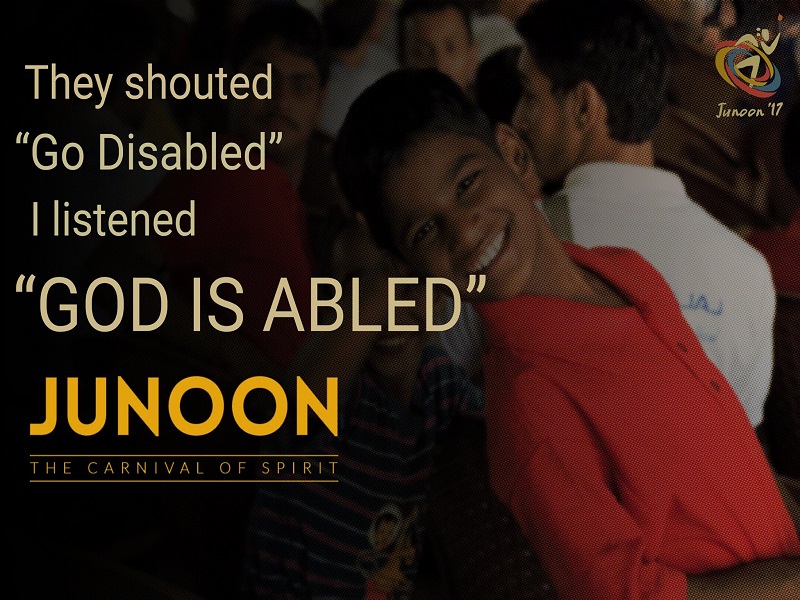 Junoon '17
They shouted
“Go Disabled”
I listened
“GOD IS ABLED”
JUNOON
THE CARNIVAL OF SPIRIT